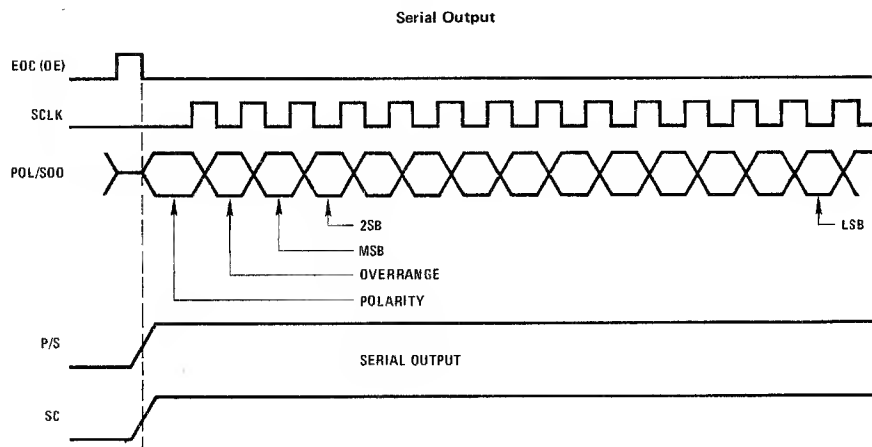 Serial Output
EOC (OE)
SCLK
POL/SOO
2SB
LSB
MSB
OVERRANGE
POLARITY
P/S
SERIAL OUTPUT
SC